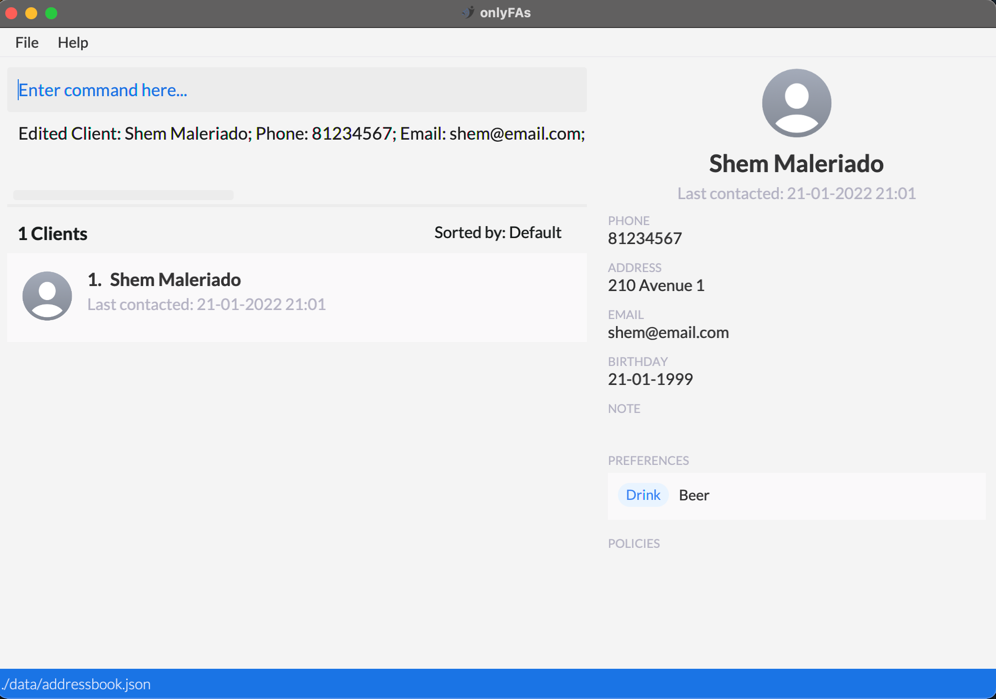 onlyFAs
File Help
Enter command here...
Edited Client: Shem Maleriado; Phone: 81234567; Email: shem@email.com;
1 Clients
Sorted by: Default
1. Shem Maleriado
Last contacted: 21-01-2022 21:01
Shem Maleriado
Last contacted: 21-01-2022 21:01
PHONE
81234567
ADDRESS
210 Avenue 1
EMAIL
shem@email.com
BIRTHDAY
21-01-1999
NOTE
PREFERENCES
Drink Beer
POLICIES
./data/addressbook.json